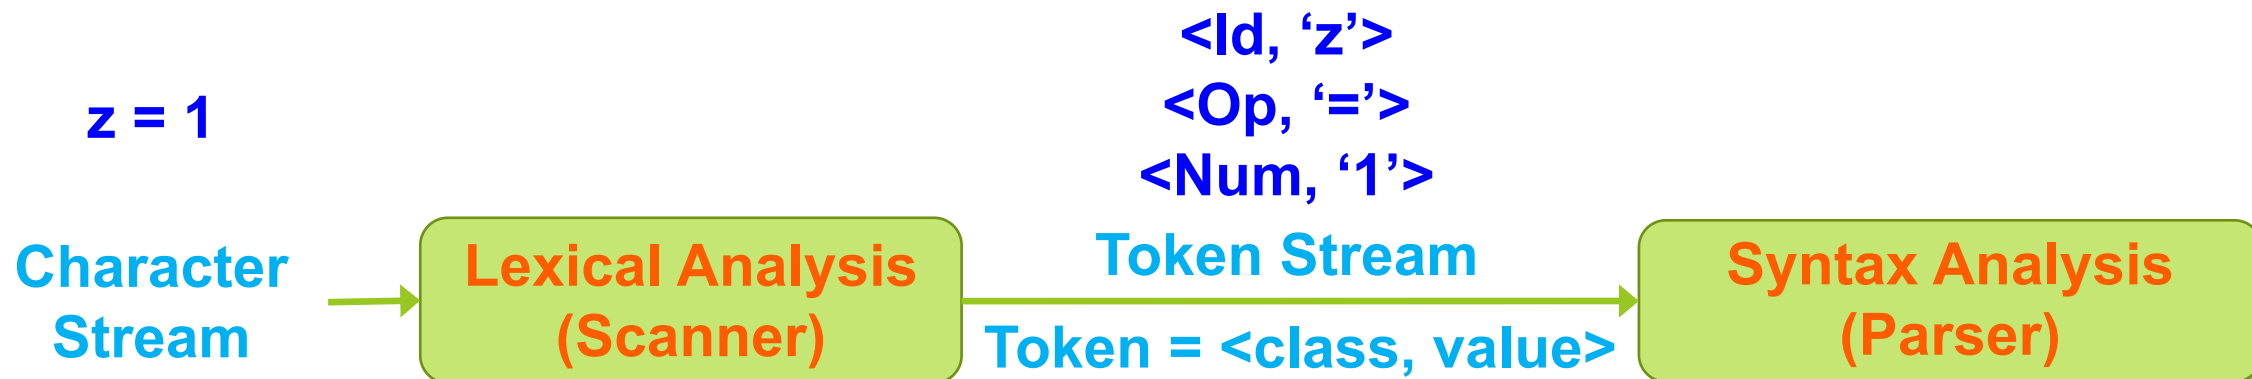 z = 1
Character
Stream
Lexical Analysis
(Scanner)
<Id, ‘z’>
<Op, ‘=’>
<Num, ‘1’>
Token Stream
Token = <class, value>
Syntax Analysis
(Parser)